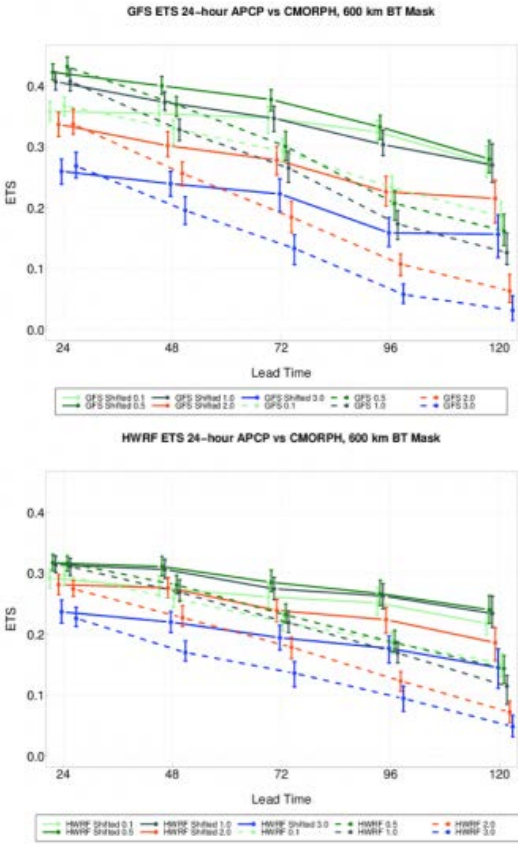 GFS ETS 24-hour APCP vs CMORPH, 600 km BT Mask
ETS
0.4
0.3
0.2
0.1
0.0
24 48 72 96 120
Lead Time
GFS Shifted 0.1 GFS Shifted 1.0 GFS Shifted 3.0 GFS 0.5 GFS 2.0
GFS Shifted 0.5 GFS Shifted 2.0 GFS 0.1 GFS 1.0 GFS 3.0
HWRF ETS 24-hour APCP vs CMORPH, 600 km BT Mask
ETS
0.4
0.3
0.2
0.1
0.0
24 48 72 96 120
Lead Time
HWRF Shifted 0.1 HWRF Shifted 1.0 HWRF Shifted 3.0 HWRF 0.5 HWRF 2.0
HWRF Shifted 0.5 HWRF Shifted 2.0 HWRF 0.1 HWRF 1.0 HWRF 3.0